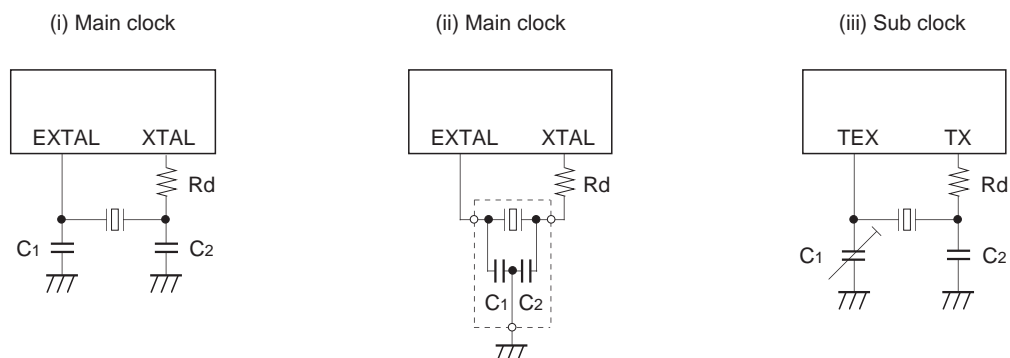 (i) Main clock
EXTAL XTAL
Rd
C1 C2
(ii) Main clock
EXTAL XTAL
Rd
C1 C2
(iii) Sub clock
TEX TX
Rd
C1 C2